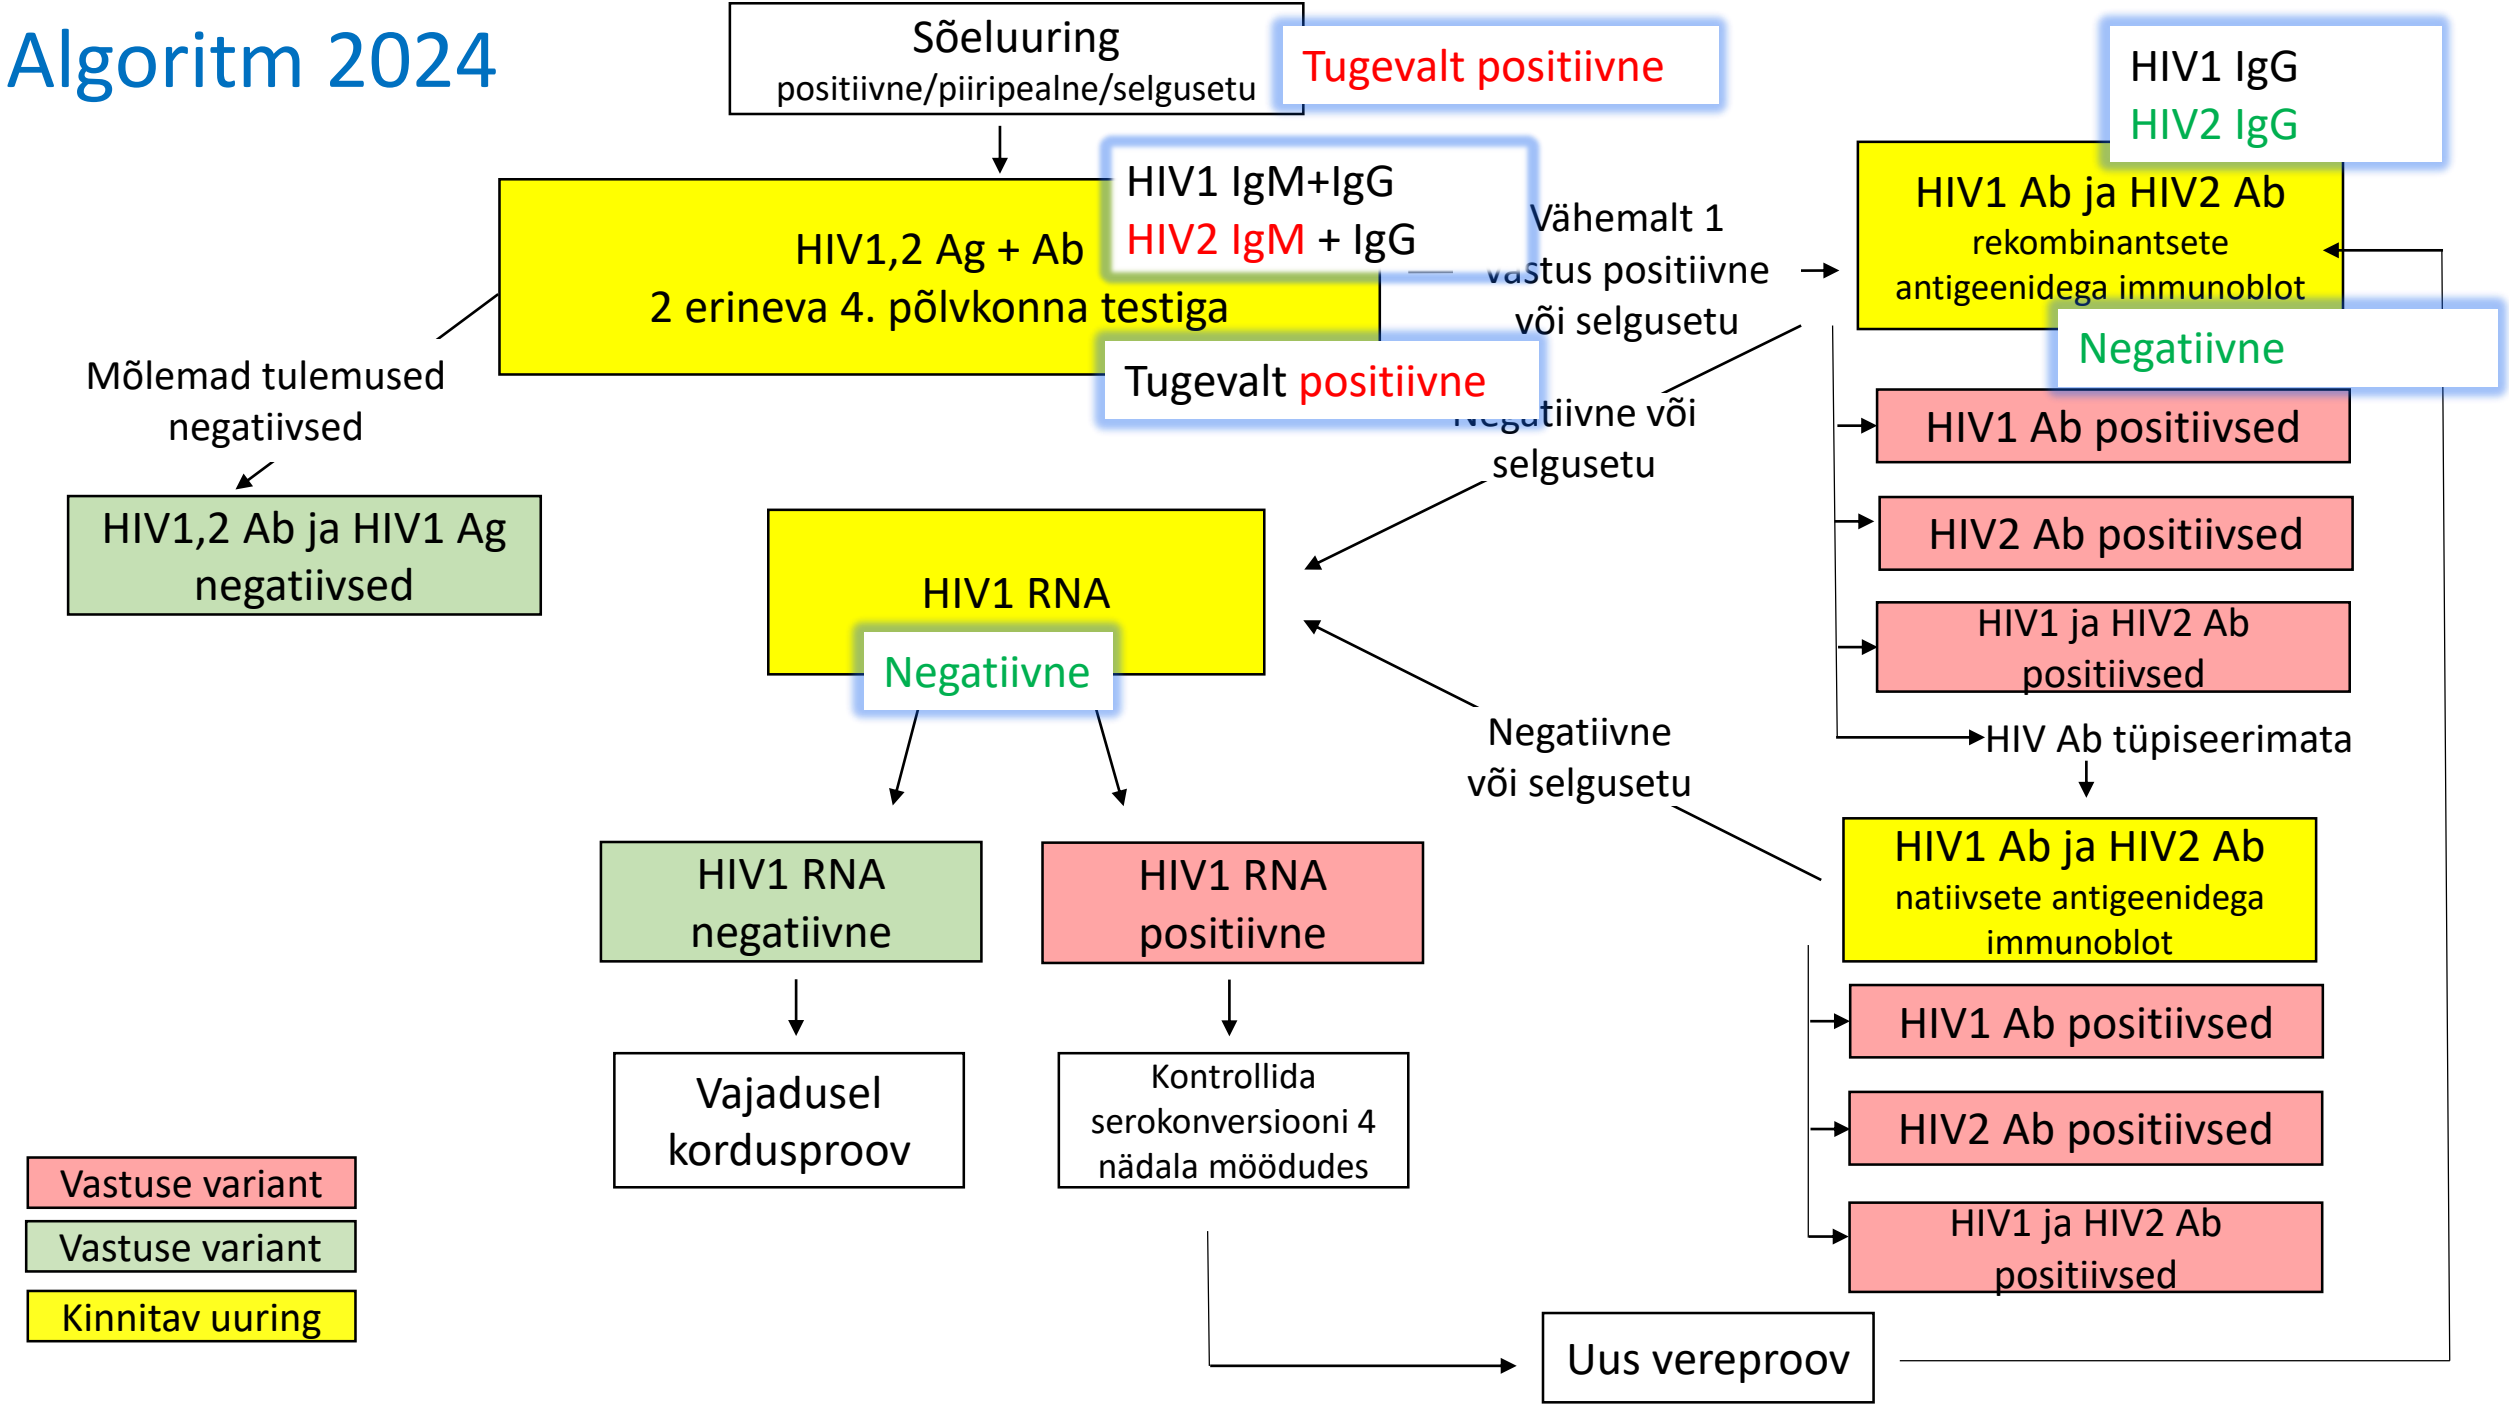 Algoritm 2024
Sõeluuring
positiivne/piiripealne/selgusetu
Tugevalt positiivne
HIV1 IgG
HIV2 IgG
HIV1 IgM+IgG
HIV2 IgM + IgG
HIV1,2 Ag + Ab
2 erineva 4. põlvkonna testiga
Tugevalt positiivne
Vähemalt 1
vastus positiivne
või selgusetu
HIV1 Ab ja HIV2 Ab
rekombinantsete
antigeenidega immunoblot
Negatiivne
Mõlemad tulemused
negatiivsed
HIV1,2 Ab ja HIV1 Ag
negatiivsed
Negatiivne või
selgusetu
HIV1 Ab positiivsed
HIV2 Ab positiivsed
HIV1 ja HIV2 Ab
positiivsed
HIV Ab tüpiseerimata
HIV1 RNA
Negatiivne
Negatiivne
või selgusetu
HIV1 RNA
negatiivne
HIV1 RNA
positiivne
HIV1 Ab ja HIV2 Ab
natiivsete antigeenidega
immunoblot
HIV1 Ab positiivsed
HIV2 Ab positiivsed
HIV1 ja HIV2 Ab
positiivsed
Vajadusel
kordusproov
Kontrollida
serokonversiooni 4
nädala möödudes
Uus vereproov
Vastuse variant
Vastuse variant
Kinnitav uuring